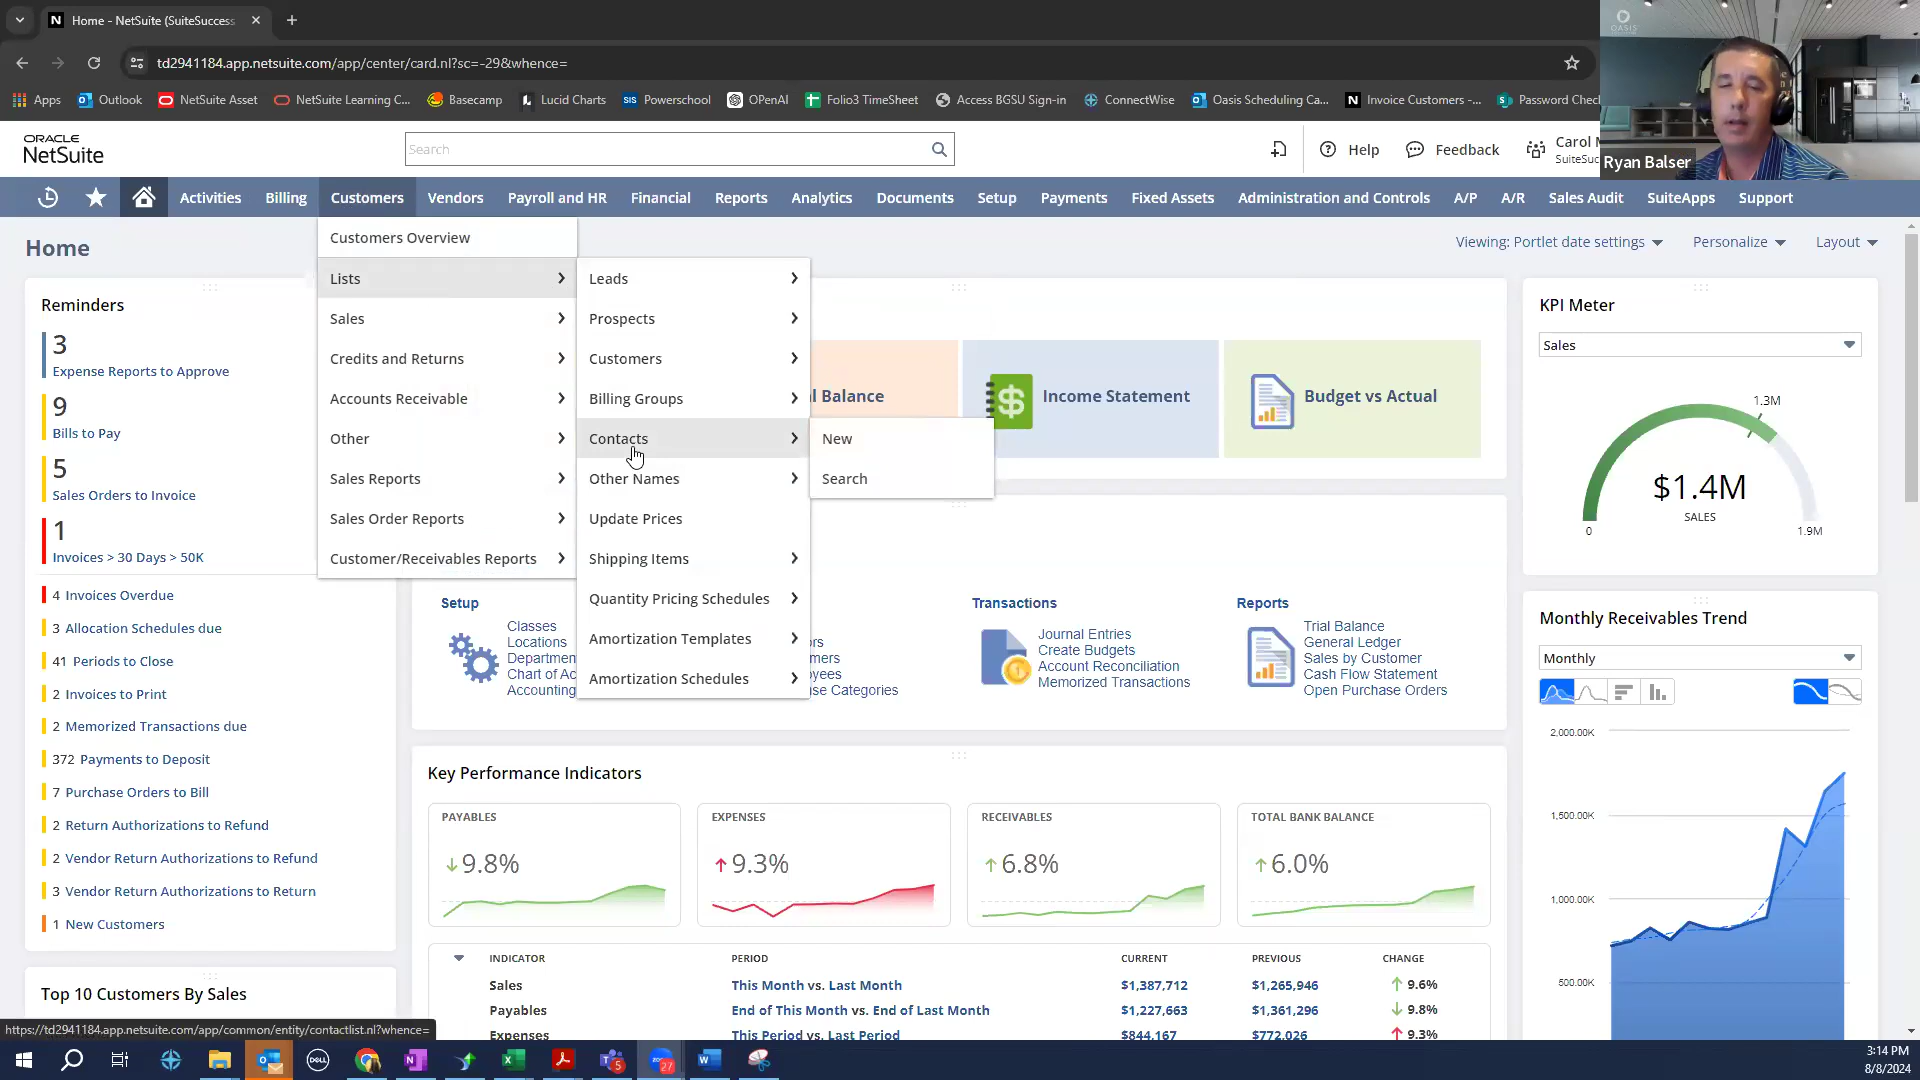 Home - NetSuite (SuiteSuccess
td2941184.app.netsuite.com/app/center/card.nl?sc=-29&whence=
Apps
Outlook
NetSuite Asset
NetSuite Learning C...
Basecamp
Lucid Charts
SIS
Powerschool
OPENAI
Folio3 TimeSheet
Access BGSU Sign-in
ConnectWise
Oasis Scheduling Ca...
Invoice Customers -...
Password Chec
OASIS
Ryan Balser
ORACLE
NetSuite
Search
Help
Feedback
Carol M
SuiteSuc
Activities
Billing
Customers
Vendors
Payroll and HR
Financial
Reports
Analytics
Documents
Setup
Payments
Fixed Assets
Administration and Controls
A/P
A/R
Sales Audit
SuiteApps
Support
Home
Viewing: Portlet date settings
Personalize
Layout
Customers Overview
Lists
Sales
Credits and Returns
Accounts Receivable
Other
Sales Reports
Sales Order Reports
Customer/Receivables Reports
Leads
Prospects
Customers
Billing Groups
Contacts
Other Names
Update Prices
Shipping Items
Quantity Pricing Schedules
Amortization Templates
Amortization Schedules
New
Search
Reminders
3
Expense Reports to Approve
9
Bills to Pay
5
Sales Orders to Invoice
1
Invoices > 30 Days > 50K
4 Invoices Overdue
3 Allocation Schedules due
41 Periods to Close
2 Invoices to Print
2 Memorized Transactions due
372 Payments to Deposit
7 Purchase Orders to Bill
2 Return Authorizations to Refund
2 Vendor Return Authorizations to Refund
3 Vendor Return Authorizations to Return
1 New Customers
Top 10 Customers By Sales
l Balance
Income Statement
Budget vs Actual
Setup
Classes
Locations
Departmen
Chart of Ac
Accounting
ors
mers
yees
se Categories
Transactions
Journal Entries
Create Budgets
Account Reconciliation
Memorized Transactions
Reports
Trial Balance
General Ledger
Sales by Customer
Cash Flow Statement
Open Purchase Orders
Key Performance Indicators
PAYABLES
9.8%
EXPENSES
9.3%
RECEIVABLES
6.8%
TOTAL BANK BALANCE
6.0%
INDICATOR PERIOD CURRENT PREVIOUS CHANGE
Sales This Month vs. Last Month $1,387,712 $1,265,946 9.6%
Payables End of This Month vs. End of Last Month $1,227,663 $1,361,296 9.8%
Expenses This Period vs. Last Period $844,167 $772,026 9.3%
KPI Meter
Sales
1.3M
$1.4M
SALES
0
1.9M
Monthly Receivables Trend
Monthly
2,000.00K
1,500.00K
1,000.00K
500.00K
https://td2941184.app.netsuite.com/app/common/entity/contactlist.nl?whence=
DELL
5
27
3:14 PM
8/8/2024